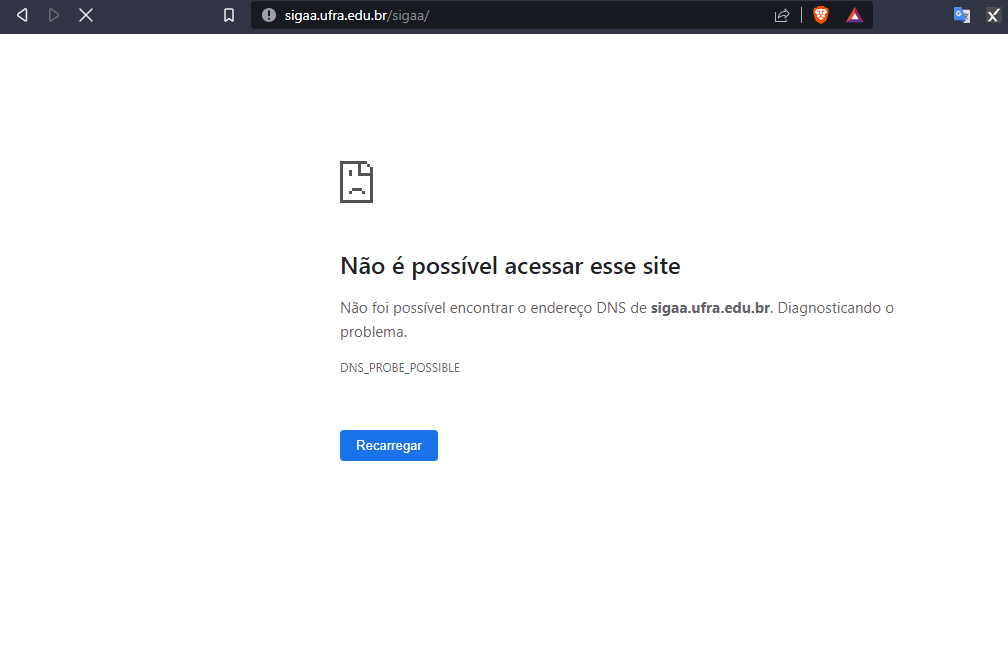 sigaa.ufra.edu.br/sigaa/
Não é possível acessar esse site
Não foi possível encontrar o endereço DNS de sigaa.ufra.edu.br. Diagnosticando o
problema.
DNS_PROBE_POSSIBLE
Recarregar